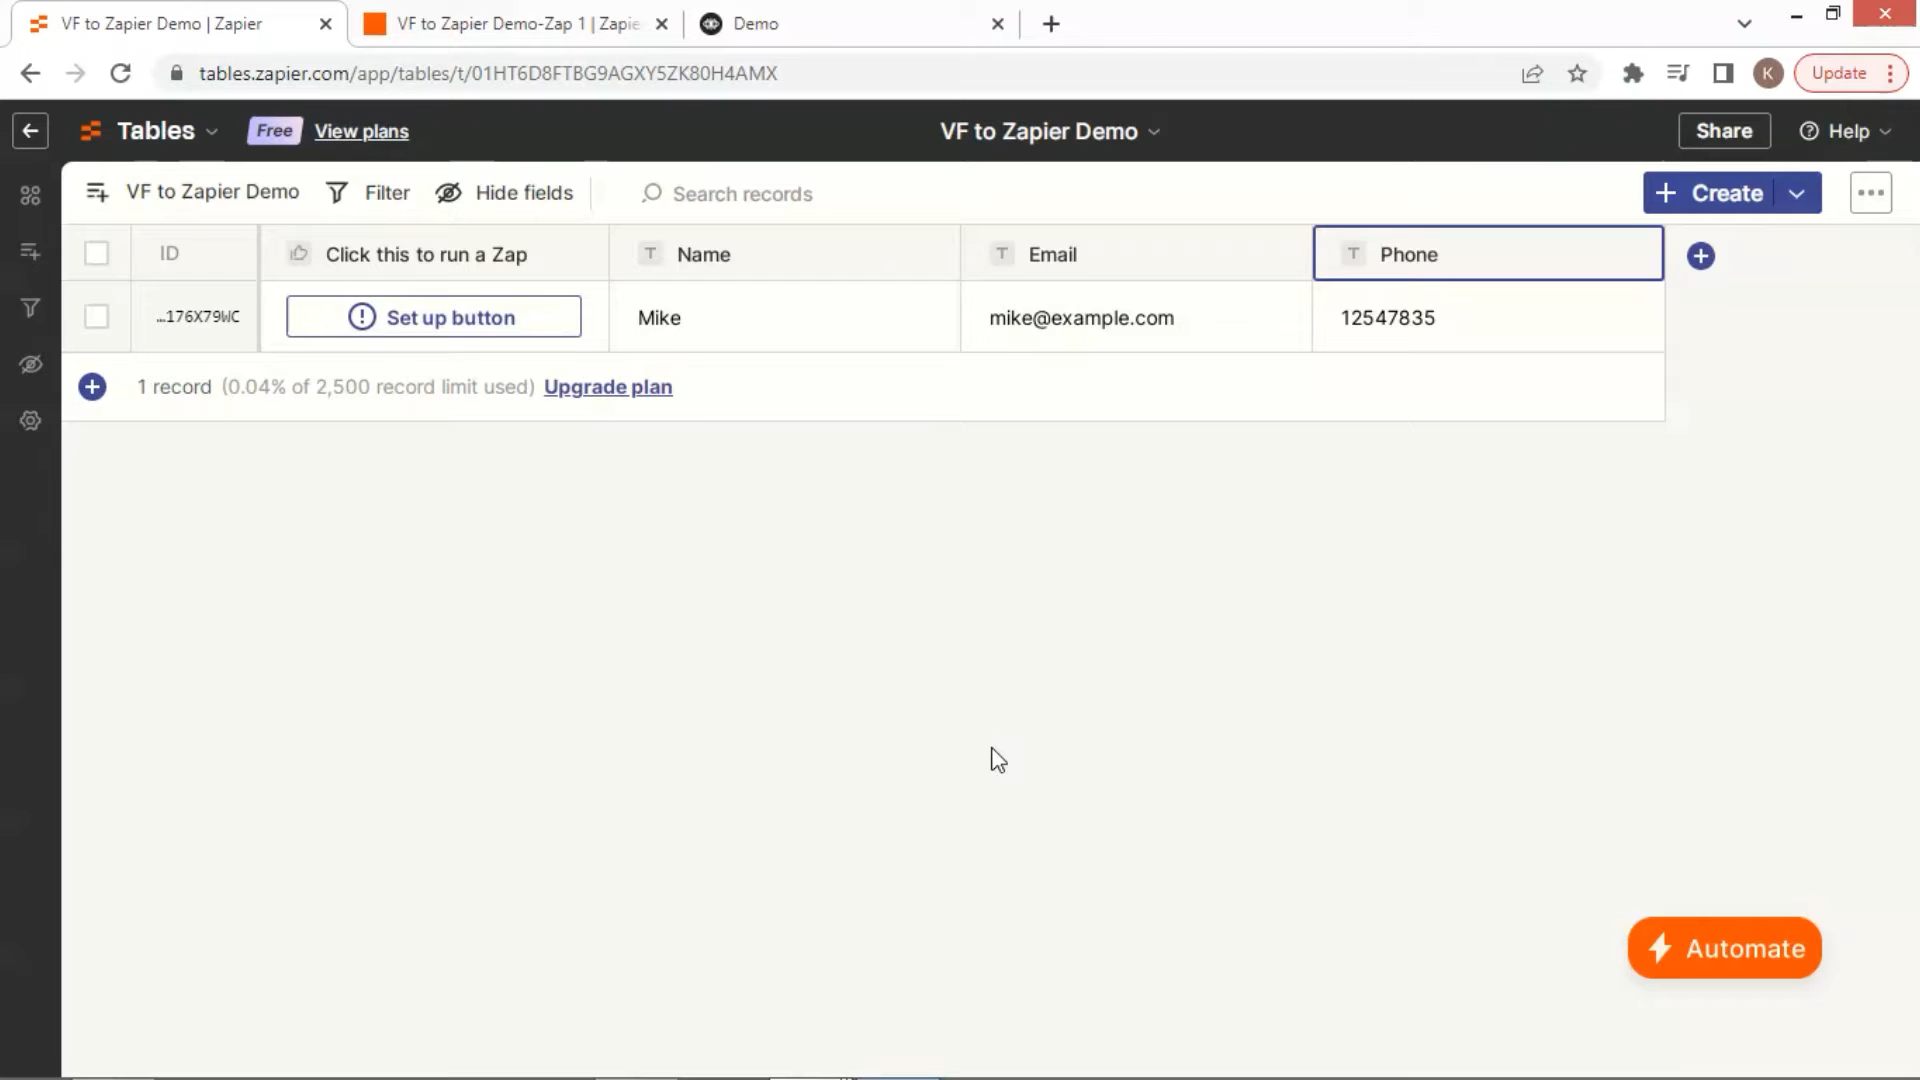 VF to Zapier Demo | Zapier
VF to Zapier Demo-Zap 1 | Zapie
Demo
tables.zapier.com/app/tables/t/01HT6D8FTBG9AGXY5ZK80H4AMX
K
Update
Tables
Free
View plans
VF to Zapier Demo
Share
Help
VF to Zapier Demo
Filter
Hide fields
Search records
Create
ID
Click this to run a Zap
T Name
T Email
T Phone
…176X79WC
Set up button
Mike
mike@example.com
12547835
1 record (0.04% of 2,500 record limit used) Upgrade plan
Automate